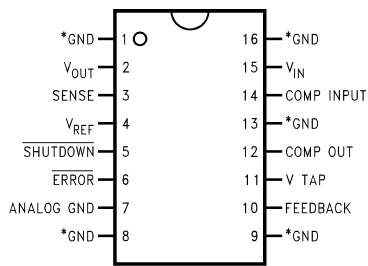 *GND 1 16 *GND
VOUT 2 15 VIN
SENSE 3 14 COMP INPUT
VREF 4 13 *GND
SHUTDOWN 5 12 COMP OUT
ERROR 6 11 V TAP
ANALOG GND 7 10 FEEDBACK
*GND 8 9 *GND